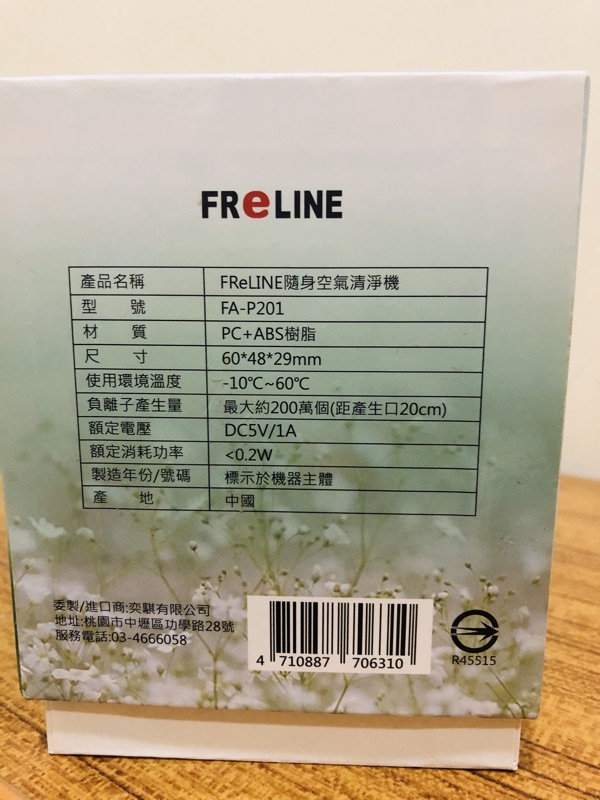 FReLINE
產品名稱 FReLINE隨身空氣清淨機
型 號 FA-P201
材 質 PC+ABS樹脂
尺 寸 60*48*29mm
使用環境溫度 -10℃~60℃
負離子產生量 最大約200萬個(距產生口20cm)
額定電壓 DC5V/1A
額定消耗功率 <0.2W
製造年份/號碼 標示於機器主體
產 地 中國
委製/進口商:奕騏有限公司
地址:桃園市中壢區功學路28號
服務電話:03-4666058
4 710887 706310
R45515